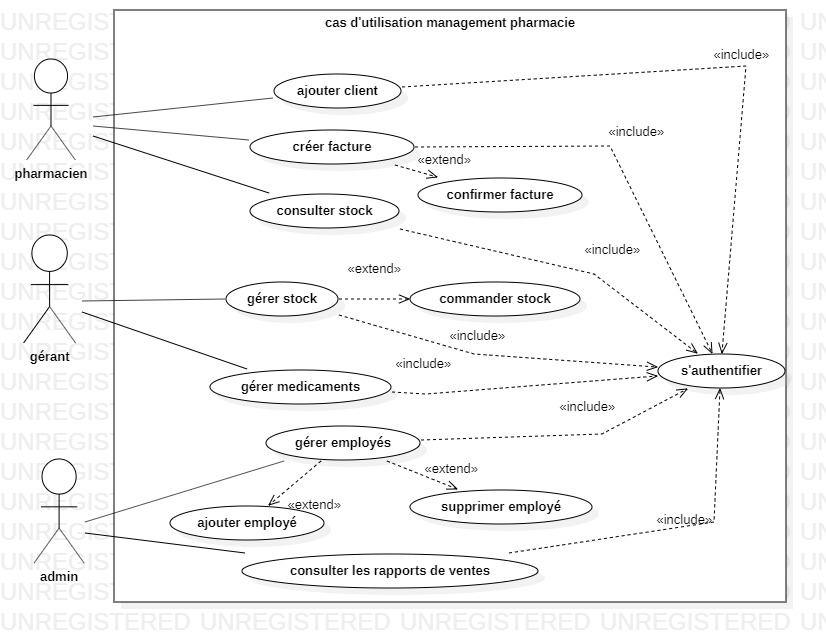 cas d'utilisation management pharmacie
«include»
ajouter client
«include»
créer facture
«extend»
pharmacien
confirmer facture
consulter stock
«include»
«extend»
gérer stock
commander stock
«include»
gérant
«include»
s'authentifier
gérer medicaments
«include»
gérer employés
«extend»
«extend»
supprimer employé
ajouter employé
«include»
consulter les rapports de ventes
admin
UNREGISTERED UNREGISTERED UNREGISTERED UNREGISTERED